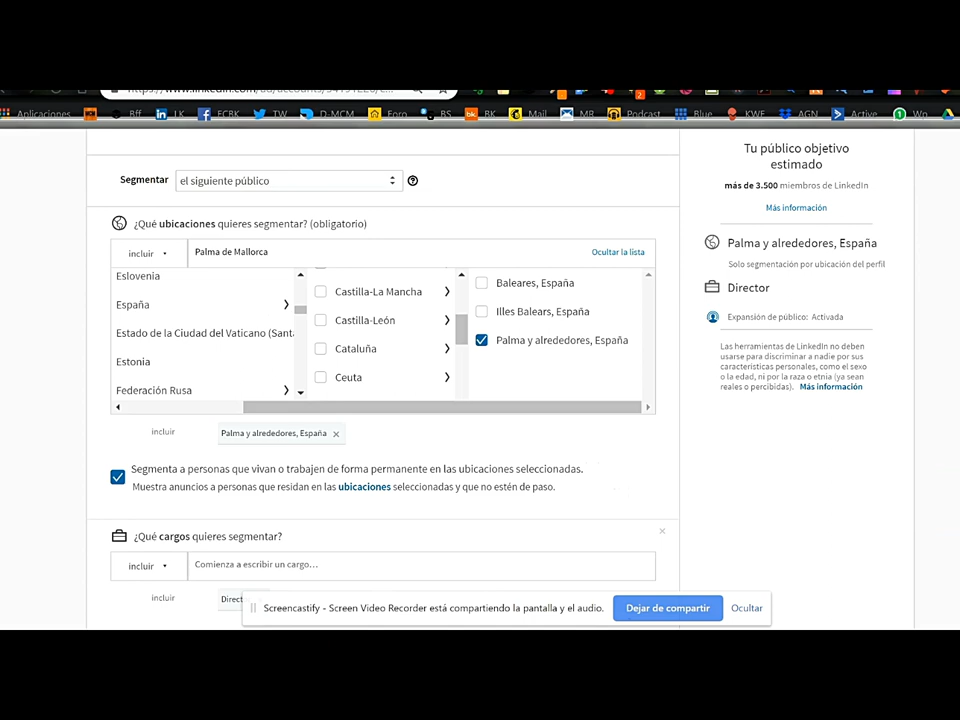 Aplicaciones Bff LK FCBK TW D-MCM Foro BS BK Mail MR Podcast Blue KWE AGN Active Wo
Segmentar el siguiente público
¿Qué ubicaciones quieres segmentar? (obligatorio)
incluir Palma de Mallorca Ocultar la lista
Eslovenia
España
Estado de la Ciudad del Vaticano (Sant
Estonia
Federación Rusa
Castilla-La Mancha
Castilla-León
Cataluña
Ceuta
Baleares, España
Illes Balears, España
Palma y alrededores, España
incluir Palma y alrededores, España
Segmenta a personas que vivan o trabajen de forma permanente en las ubicaciones seleccionadas.
Muestra anuncios a personas que residan en las ubicaciones seleccionadas y que no estén de paso.
¿Qué cargos quieres segmentar?
incluir Comienza a escribir un cargo...
incluir Direct
Screencastify - Screen Video Recorder está compartiendo la pantalla y el audio. Dejar de compartir Ocultar
Tu público objetivo
estimado
más de 3.500 miembros de LinkedIn
Más información
Palma y alrededores, España
Solo segmentación por ubicación del perfil
Director
Expansión de público: Activada
Las herramientas de LinkedIn no deben
usarse para discriminar a nadie por sus
características personales, como el sexo
o la edad, ni por la raza o etnia (ya sean
reales o percibidas). Más información